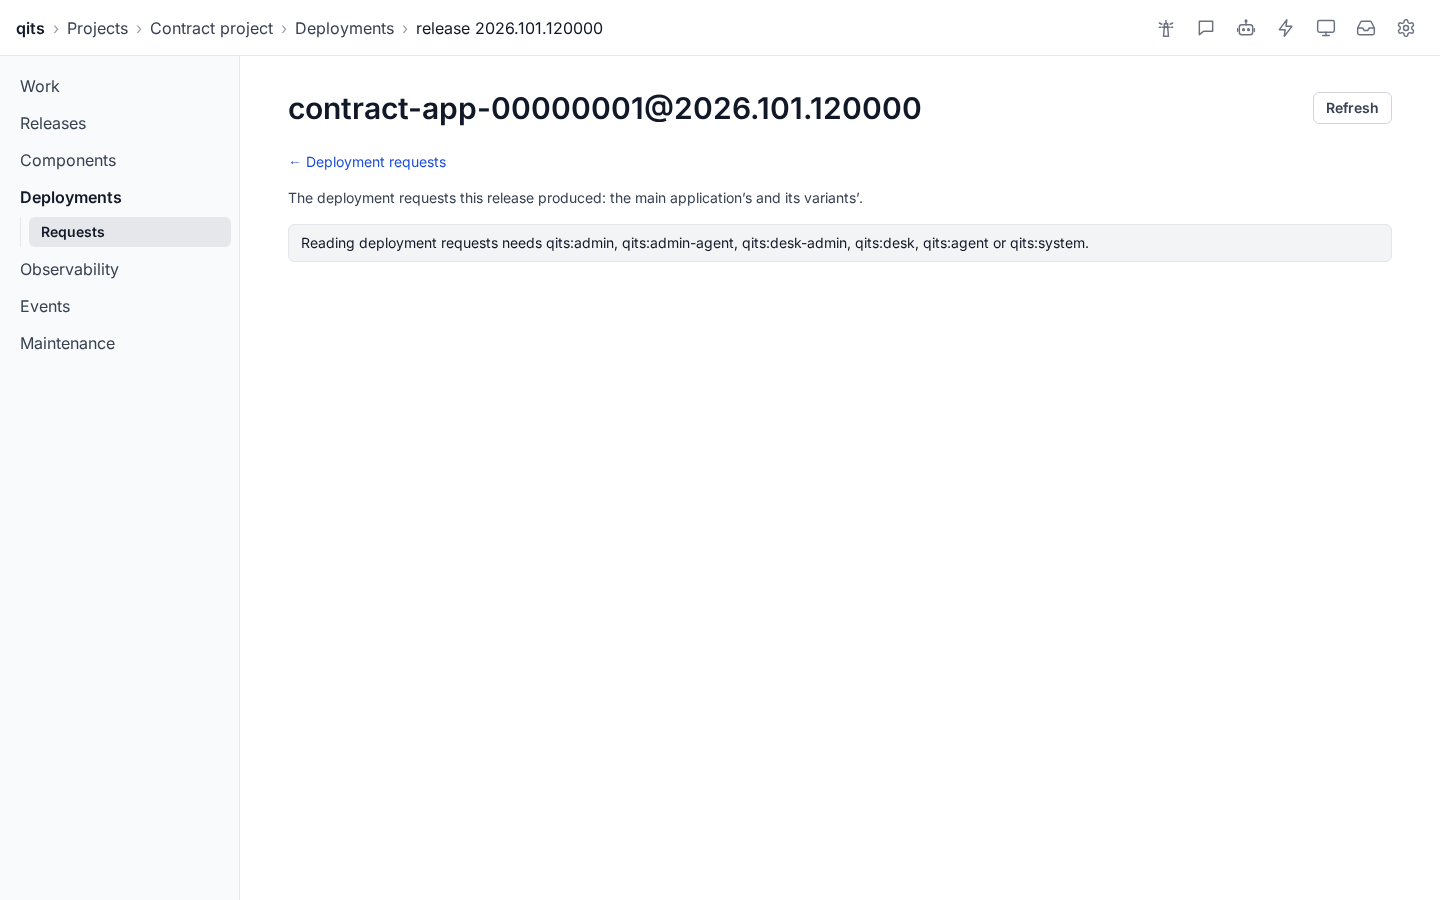 qits › Projects › Contract project › Deployments › release 2026.101.120000
Work
Releases
Components
Deployments
Requests
Observability
Events
Maintenance
contract-app-00000001@2026.101.120000
Refresh
← Deployment requests
The deployment requests this release produced: the main application’s and its variants’.
Reading deployment requests needs qits:admin, qits:admin-agent, qits:desk-admin, qits:desk, qits:agent or qits:system.